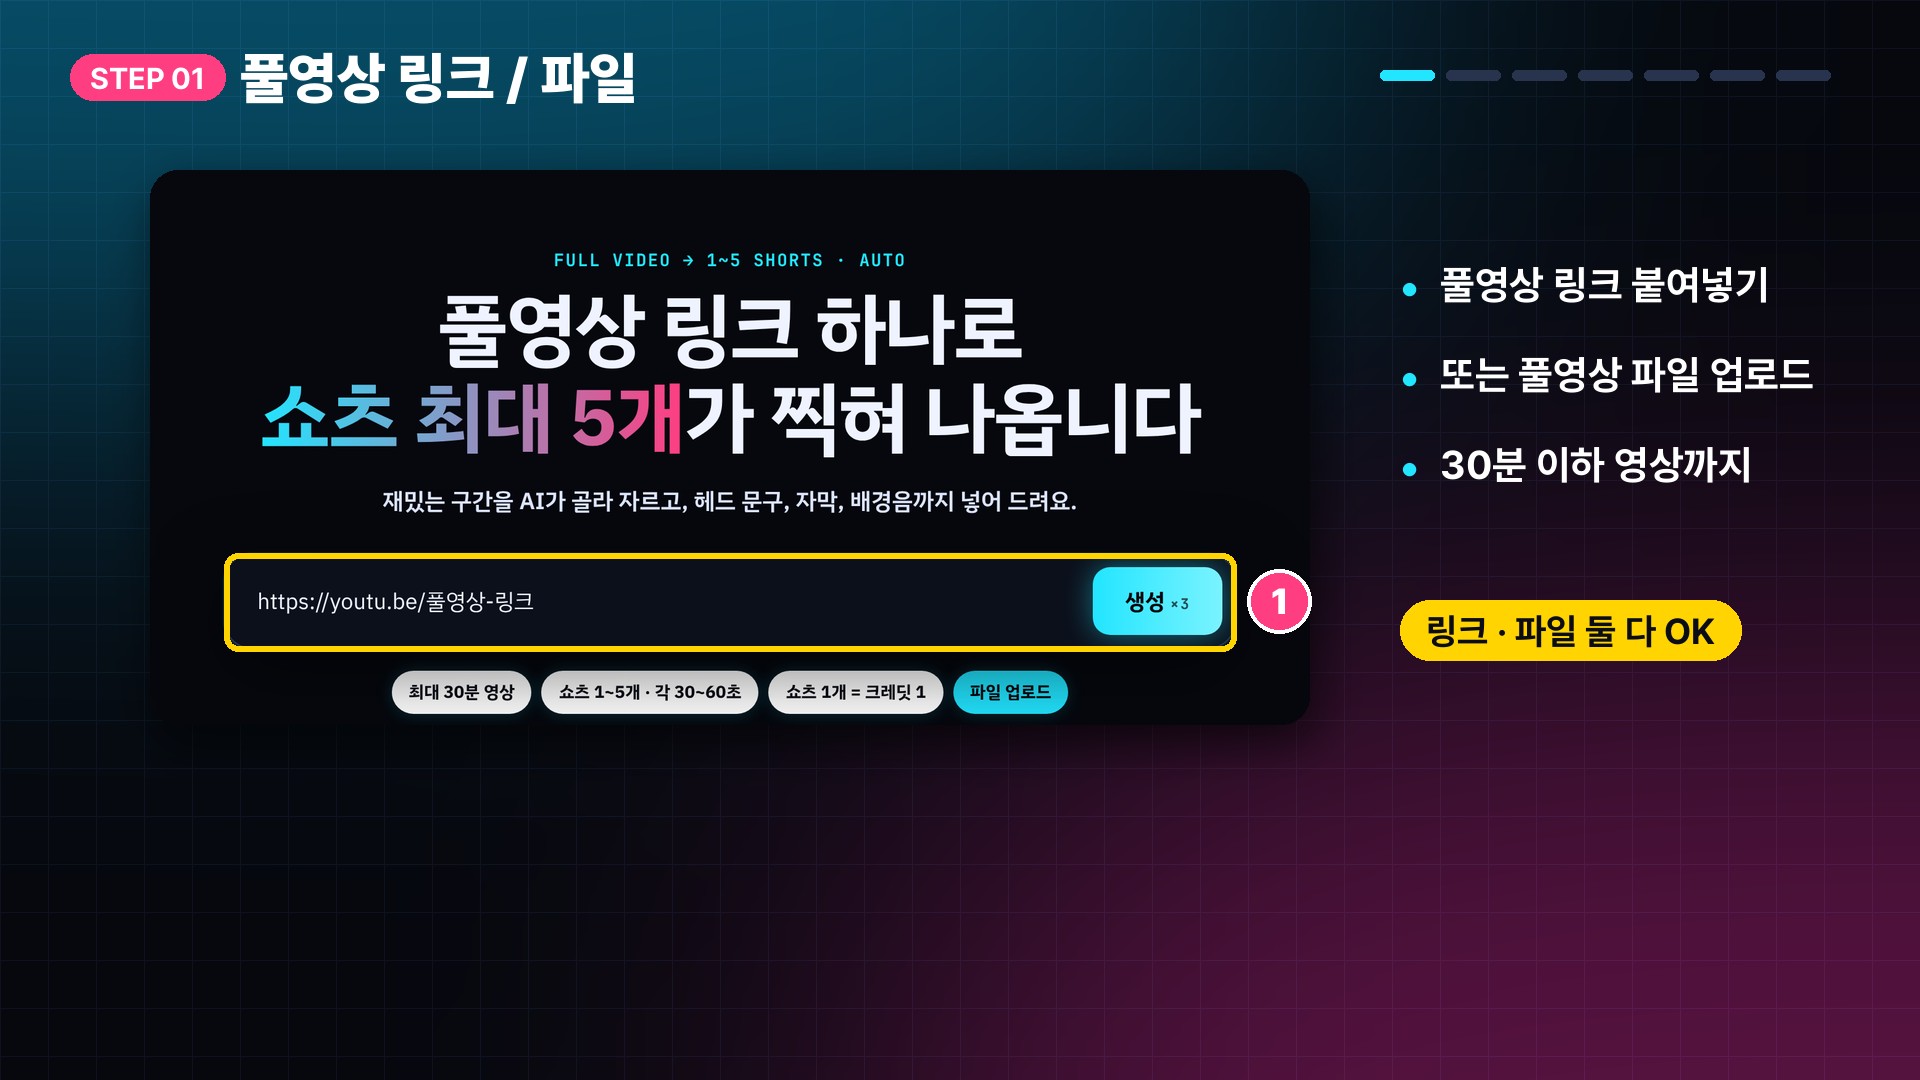 STEP 01 풀영상 링크 / 파일
FULL VIDEO → 1~5 SHORTS · AUTO
풀영상 링크 하나로
쇼츠 최대 5개가 찍혀 나옵니다
재밌는 구간을 AI가 골라 자르고, 헤드 문구, 자막, 배경음까지 넣어 드려요.
https://youtu.be/풀영상-링크
생성 ×3
1
최대 30분 영상
쇼츠 1~5개 · 각 30~60초
쇼츠 1개 = 크레딧 1
파일 업로드
풀영상 링크 붙여넣기
또는 풀영상 파일 업로드
30분 이하 영상까지
링크 · 파일 둘 다 OK